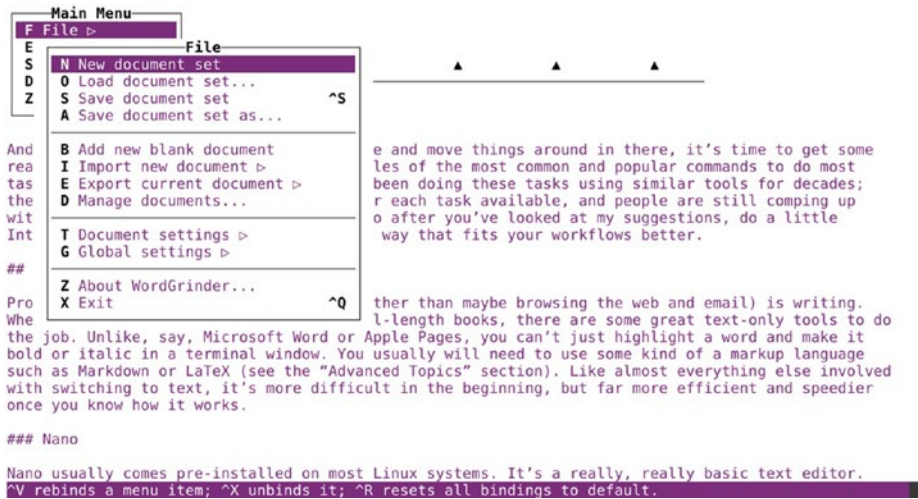 Main Menu
F File ▷
E
File
S
N New document set
D
O Load document set...
Z
S Save document set ^S
A Save document set as...
And
B Add new blank document
e and move things around in there, it's time to get some
rea
I Import new document ▷
les of the most common and popular commands to do most
tas
E Export current document ▷
been doing these tasks using similar tools for decades;
the
D Manage documents...
r each task available, and people are still comping up
wit
o after you've looked at my suggestions, do a little
Int
T Document settings ▷
way that fits your workflows better.
G Global settings ▷
##
Z About WordGrinder...
Pro
X Exit ^Q
ther than maybe browsing the web and email) is writing.
Whe
l-length books, there are some great text-only tools to do
the job. Unlike, say, Microsoft Word or Apple Pages, you can't just highlight a word and make it
bold or italic in a terminal window. You usually will need to use some kind of a markup language
such as Markdown or LaTeX (see the “Advanced Topics” section). Like almost everything else involved
with switching to text, it's more difficult in the beginning, but far more efficient and speedier
once you know how it works.
### Nano
Nano usually comes pre-installed on most Linux systems. It's a really, really basic text editor.
^V rebinds a menu item; ^X unbinds it; ^R resets all bindings to default.